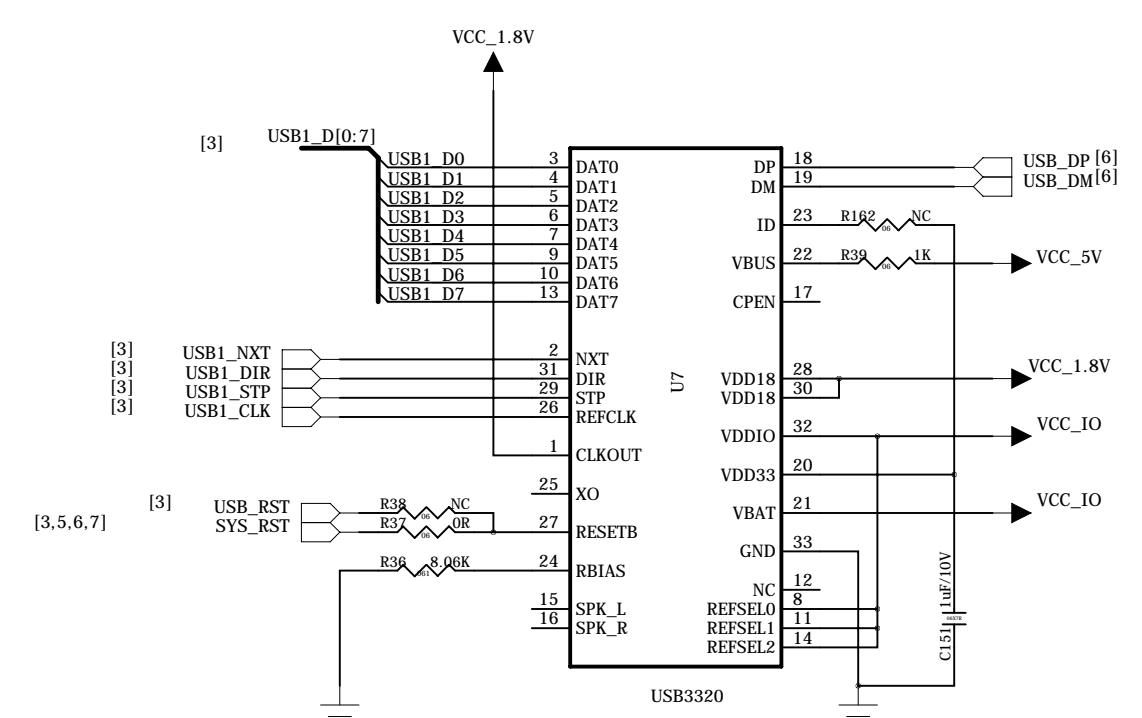 VCC_1.8V
[3] USB1_D[0:7]
USB1_D0 3 DAT0 DP 18 USB_DP [6]
USB1_D1 4 DAT1 DM 19 USB_DM [6]
USB1_D2 5 DAT2
USB1_D3 6 DAT3 ID 23 R162 06 NC
USB1_D4 7 DAT4
USB1_D5 9 DAT5 VBUS 22 R39 06 1K VCC_5V
USB1_D6 10 DAT6
USB1_D7 13 DAT7 CPEN 17
[3] USB1_NXT 2 NXT
[3] USB1_DIR 31 DIR VDD18 28 VCC_1.8V
[3] USB1_STP 29 STP VDD18 30
[3] USB1_CLK 26 REFCLK
U7
VDDIO 32 VCC_IO
1 CLKOUT
VDD33 20
25 XO
[3] USB_RST R38 06 NC VBAT 21 VCC_IO
[3,5,6,7] SYS_RST R37 06 0R 27 RESETB
GND 33
R36 061 8.06K 24 RBIAS
NC 12
15 SPK_L REFSEL0 8
16 SPK_R REFSEL1 11
REFSEL2 14
C151 06X7R 1uF/10V
USB3320